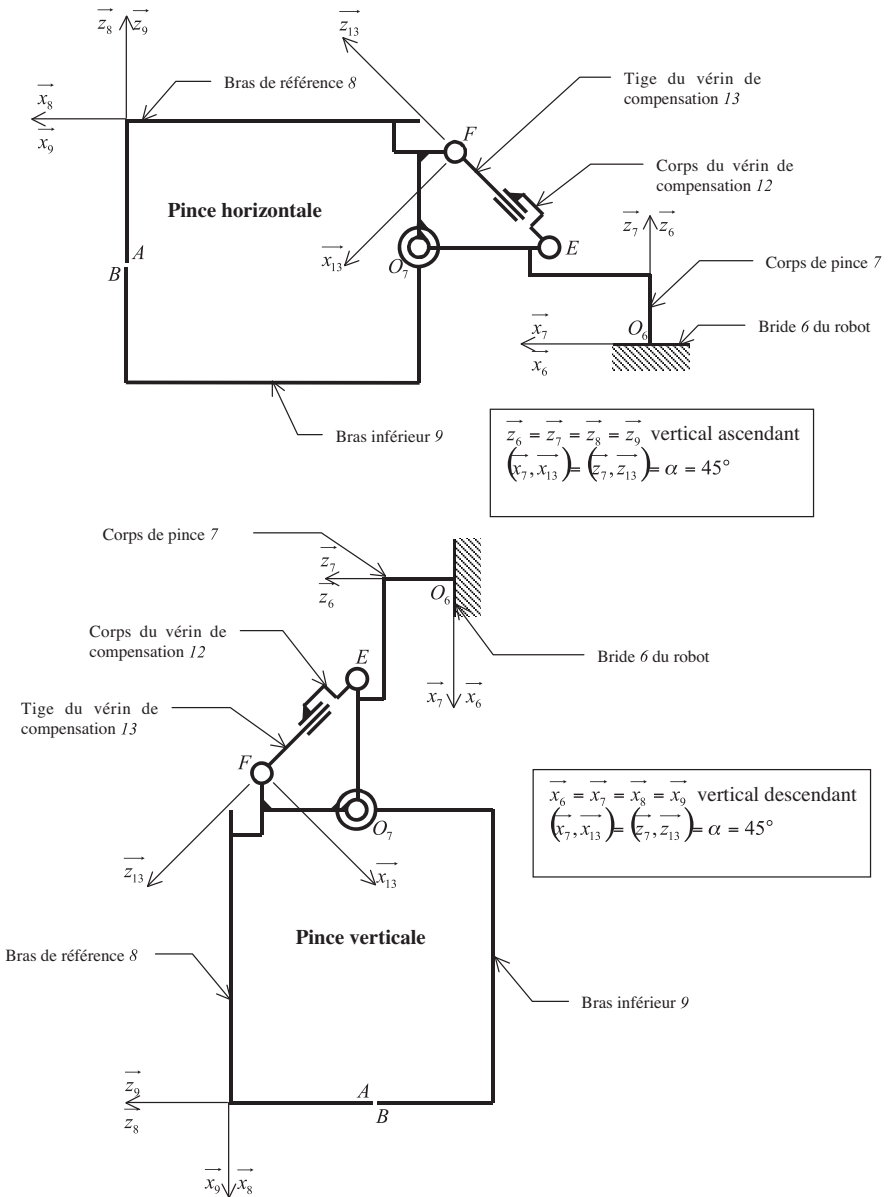 z₈ z₉
z₁₃
x₈
x₉
Bras de référence 8
Tige du vérin de
compensation 13
F
Corps du vérin de
compensation 12
Pince horizontale
z₇ z₆
x₁₃
O₇
E
A
B
Corps de pince 7
x₇
x₆
O₆
Bride 6 du robot
Bras inférieur 9
z₆ = z₇ = z₈ = z₉ vertical ascendant
(x₇, x₁₃) = (z₇, z₁₃) = α = 45°
Corps de pince 7
z₇
z₆
O₆
Corps du vérin de
compensation 12
E
Bride 6 du robot
x₇ x₆
Tige du vérin de
compensation 13
F
O₇
x₆ = x₇ = x₈ = x₉ vertical descendant
(x₇, x₁₃) = (z₇, z₁₃) = α = 45°
z₁₃
x₁₃
Pince verticale
Bras de référence 8
Bras inférieur 9
z₉
z₈
A
B
x₉ x₈